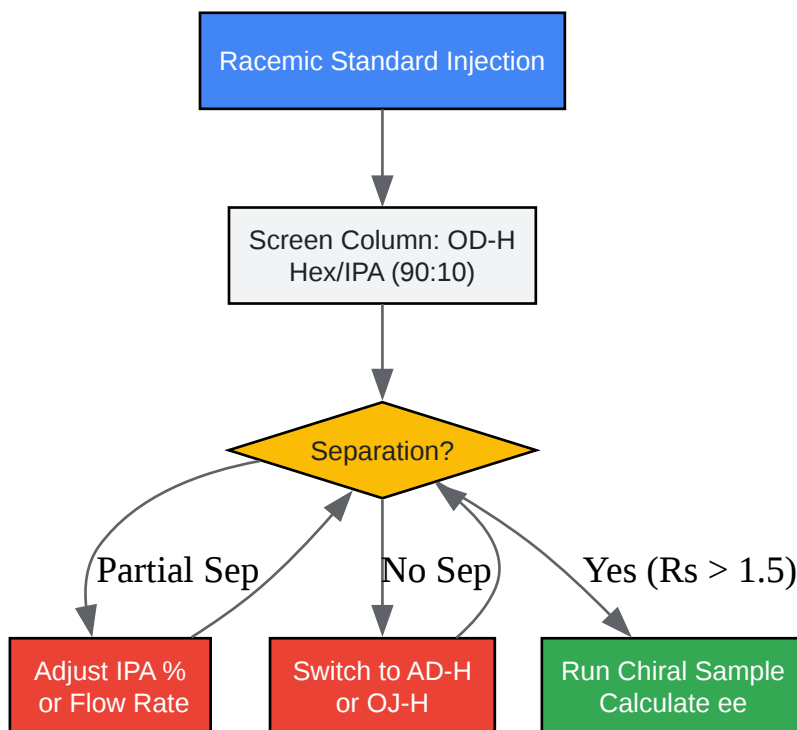 Racemic Standard Injection
Screen Column: OD-H
Hex/IPA (90:10)
Separation?
Partial Sep
No Sep
Yes (Rs > 1.5)
Adjust IPA %
or Flow Rate
Switch to AD-H
or OJ-H
Run Chiral Sample
Calculate ee